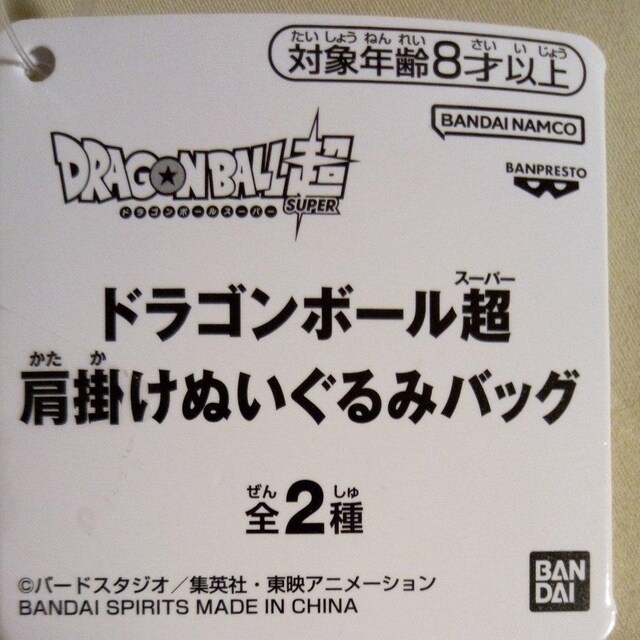 たいしょうねんれい さい いじょう
対象年齢8才以上
BANDAI NAMCO
BANPRESTO
DRAGON BALL超
ドラゴンボールスーパー SUPER
スーパー
ドラゴンボール超
かた か
肩掛けぬいぐるみバッグ
ぜん しゅ
全2種
©バードスタジオ／集英社・東映アニメーション
BANDAI SPIRITS MADE IN CHINA
BAN
DAI